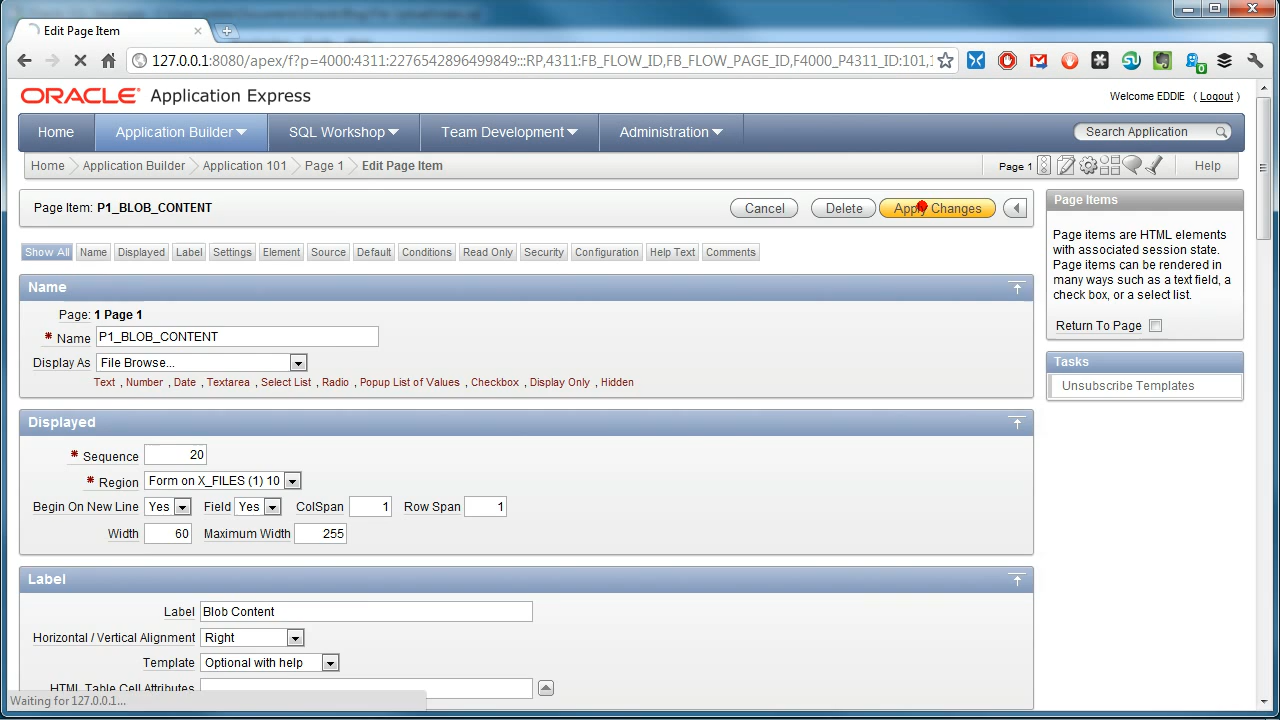 Edit Page Item
127.0.0.1:8080/apex/f?p=4000:4311:2276542896499849:::RP,4311:FB_FLOW_ID,FB_FLOW_PAGE_ID,F4000_P4311_ID:101,1
ORACLE Application Express
Welcome EDDIE ( Logout )
Home Application Builder SQL Workshop Team Development Administration Search Application
Home Application Builder Application 101 Page 1 Edit Page Item Page 1 Help
Page Item: P1_BLOB_CONTENT Cancel Delete Apply Changes
Show All Name Displayed Label Settings Element Source Default Conditions Read Only Security Configuration Help Text Comments
Name
Page: 1 Page 1
* Name P1_BLOB_CONTENT
Display As File Browse...
Text , Number , Date , Textarea , Select List , Radio , Popup List of Values , Checkbox , Display Only , Hidden
Displayed
* Sequence 20
* Region Form on X_FILES (1) 10
Begin On New Line Yes Field Yes ColSpan 1 Row Span 1
Width 60 Maximum Width 255
Label
Label Blob Content
Horizontal / Vertical Alignment Right
Template Optional with help
HTML Table Cell Attributes
Page Items
Page items are HTML elements
with associated session state.
Page items can be rendered in
many ways such as a text field, a
check box, or a select list.
Return To Page
Tasks
Unsubscribe Templates
Waiting for 127.0.0.1...